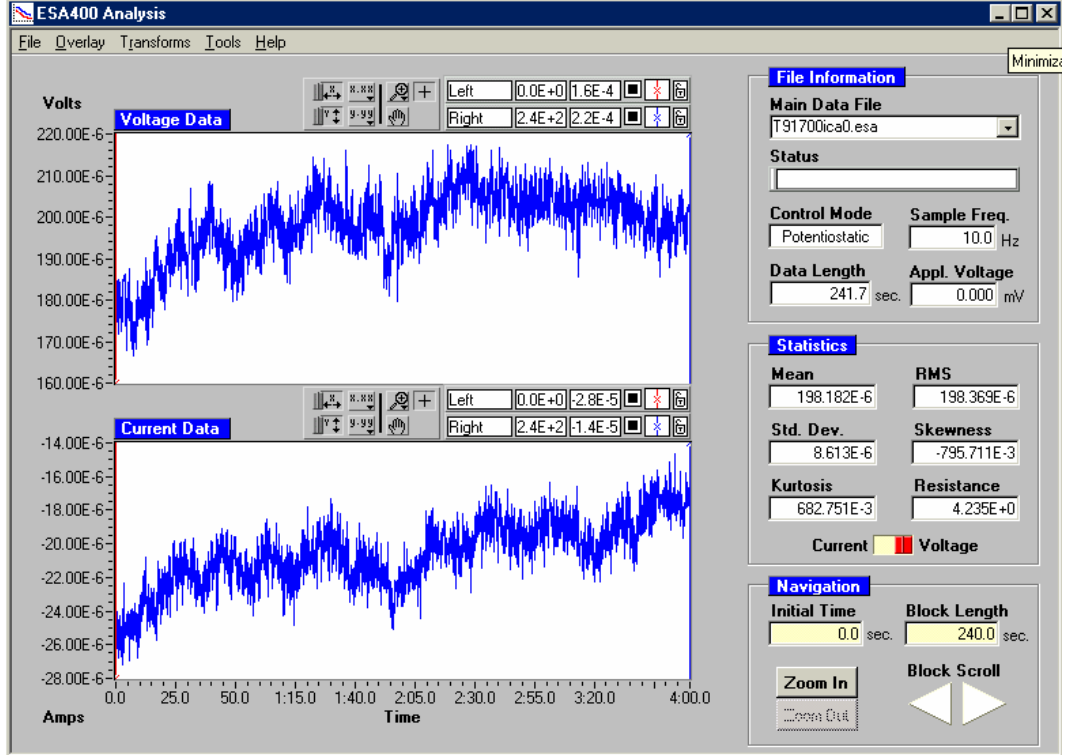 ESA400 Analysis
File Overlay Transforms Tools Help
Minimiza
Volts
Voltage Data
x.xx
y.yy
Left 0.0E+0 1.6E-4
Right 2.4E+2 2.2E-4
220.00E-6
210.00E-6
200.00E-6
190.00E-6
180.00E-6
170.00E-6
160.00E-6
Current Data
x.xx
y.yy
Left 0.0E+0 -2.8E-5
Right 2.4E+2 -1.4E-5
-14.00E-6
-16.00E-6
-18.00E-6
-20.00E-6
-22.00E-6
-24.00E-6
-26.00E-6
-28.00E-6
0.0 25.0 50.0 1:15.0 1:40.0 2:05.0 2:30.0 2:55.0 3:20.0 4:00.0
Amps
Time
File Information
Main Data File
T91700ica0.esa
Status
Control Mode Sample Freq.
Potentiostatic 10.0 Hz
Data Length Appl. Voltage
241.7 sec. 0.000 mV
Statistics
Mean RMS
198.182E-6 198.369E-6
Std. Dev. Skewness
8.613E-6 -795.711E-3
Kurtosis Resistance
682.751E-3 4.235E+0
Current Voltage
Navigation
Initial Time Block Length
0.0 sec. 240.0 sec.
Zoom In
Block Scroll
Zoom Out